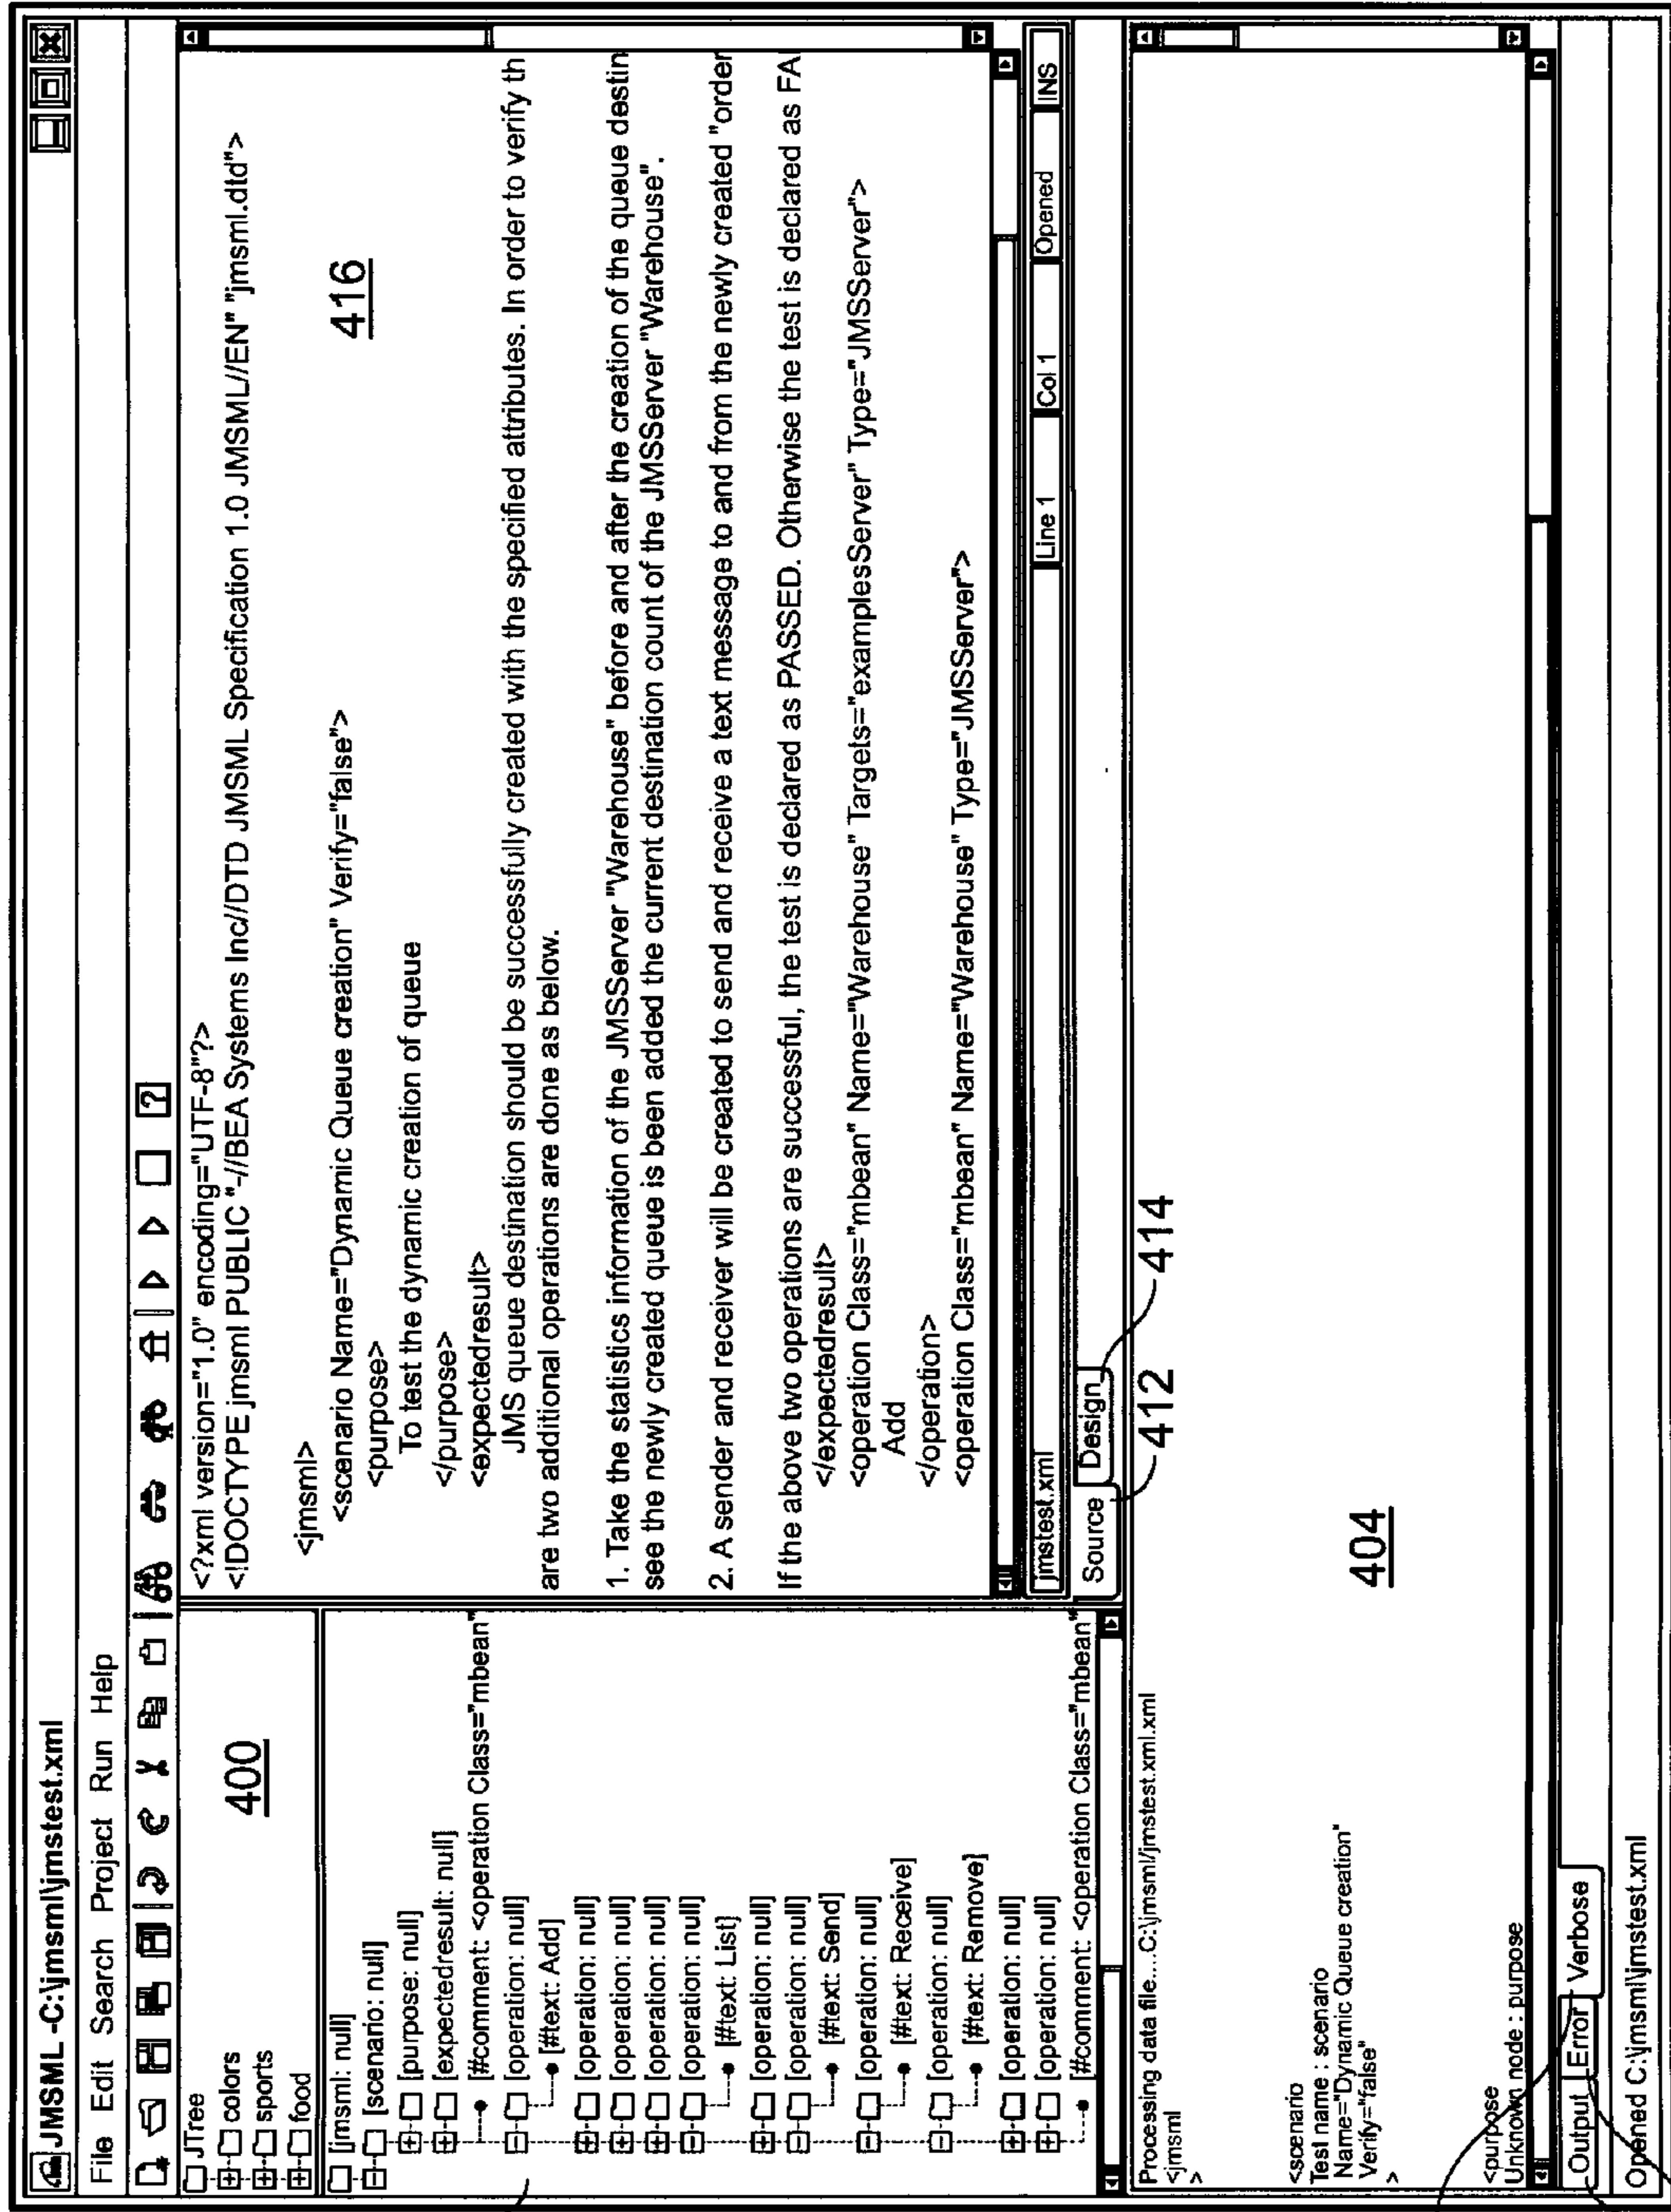 JMSML -C:\jmsml\jmstest.xml
File Edit Search Project Run Help
?
JTree
colors
sports
food
400
[jmsml: null]
[scenario: null]
[purpose: null]
[expectedresult: null]
[#comment: <operation Class="mbean"
[operation: null]
[#text: Add]
[operation: null]
[operation: null]
[operation: null]
[operation: null]
[#text: List]
[operation: null]
[operation: null]
[#text: Send]
[operation: null]
[#text: Receive]
[operation: null]
[#text: Remove]
[operation: null]
[operation: null]
[#comment: <operation Class="mbean"
<?xml version="1.0" encoding="UTF-8"?>
<!DOCTYPE jmsml PUBLIC "-//BEA Systems Inc//DTD JMSML Specification 1.0 JMSML//EN" "jmsml.dtd">
<jmsml>
416
<scenario Name="Dynamic Queue creation" Verify="false">
<purpose>
To test the dynamic creation of queue
</purpose>
<expectedresult>
JMS queue destination should be successfully created with the specified attributes. In order to verify th
are two additional operations are done as below.
1. Take the statistics information of the JMSServer "Warehouse" before and after the creation of the queue destin
see the newly created queue is been added the current destination count of the JMSServer "Warehouse".
2. A sender and receiver will be created to send and receive a text message to and from the newly created "order
If the above two operations are successful, the test is declared as PASSED. Otherwise the test is declared as FA
</expectedresult>
<operation Class="mbean" Name="Warehouse" Targets="examplesServer" Type="JMSServer">
Add
</operation>
<operation Class="mbean" Name="Warehouse" Type="JMSServer">
jmstest.xml Line 1 Col 1 Opened INS
Source Design
412 414
Processing data file....C:\jmsml/jmstest.xml.xml
<jmsml
>
<scenario
Test name : scenario
Name="Dynamic Queue creation"
Verify="false"
>
404
<purpose
Unknown node : purpose
Output Error Verbose
Opened C:\jmsml\jmstest.xml